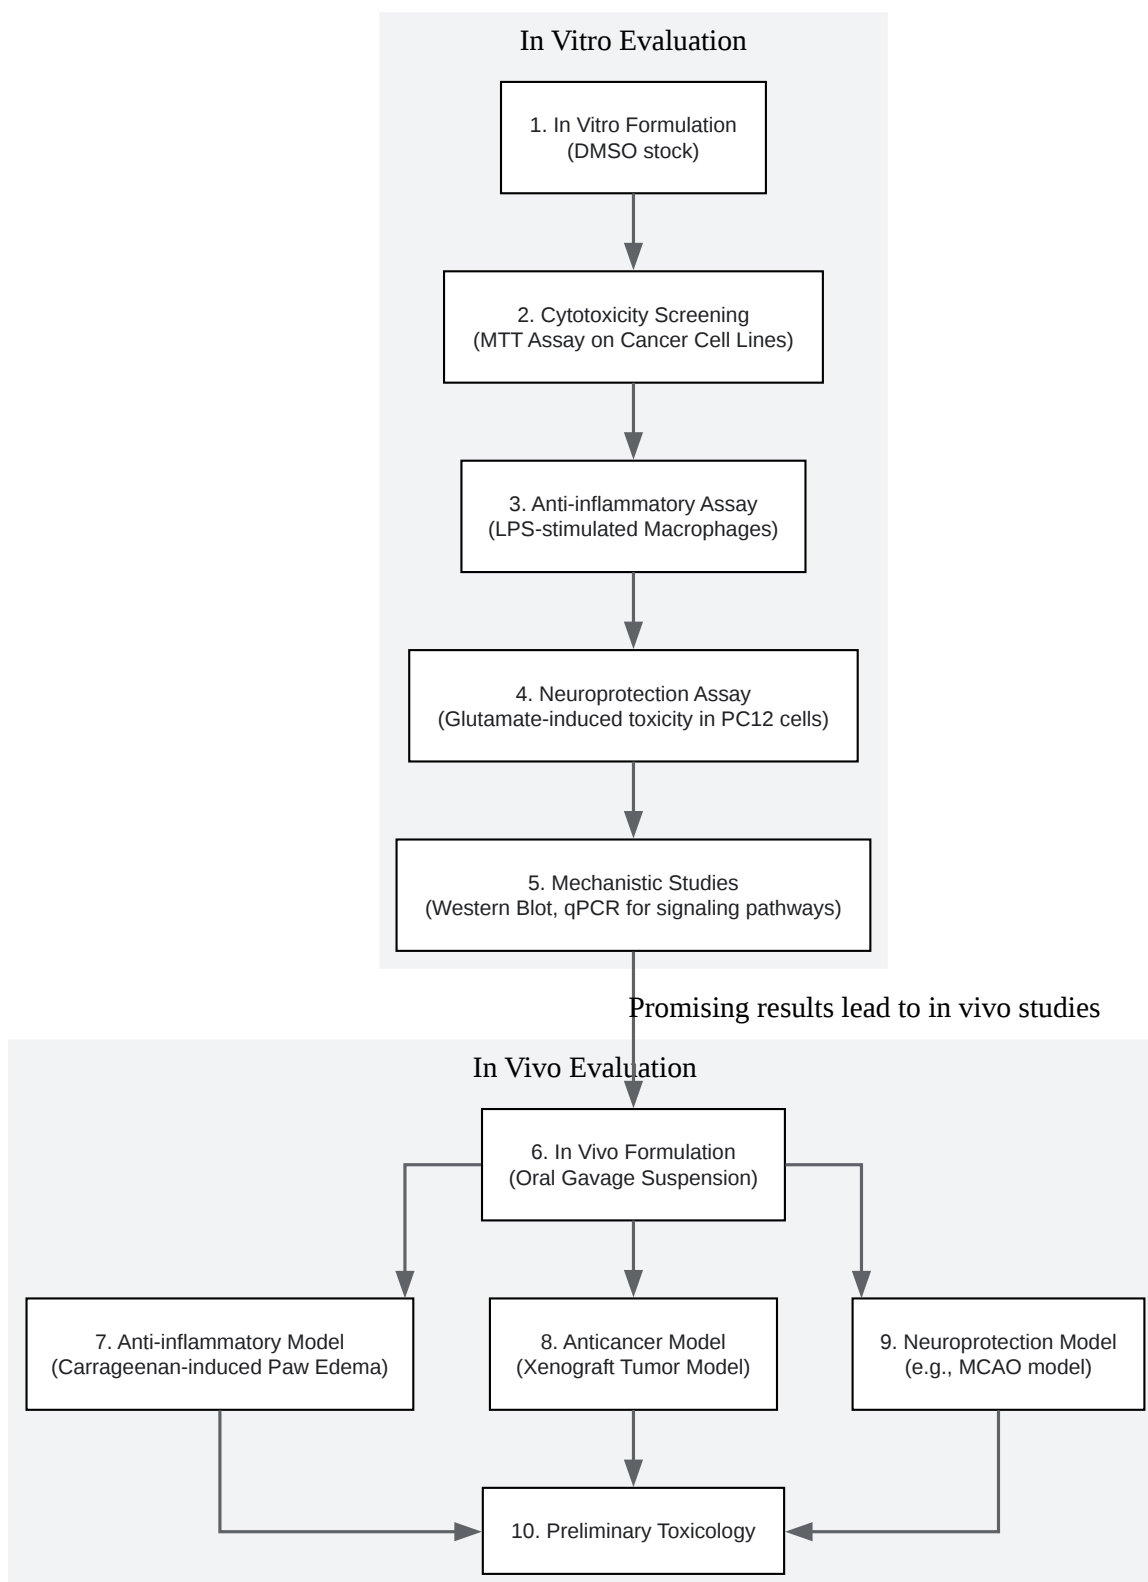 In Vitro Evaluation
1. In Vitro Formulation
(DMSO stock)
2. Cytotoxicity Screening
(MTT Assay on Cancer Cell Lines)
3. Anti-inflammatory Assay
(LPS-stimulated Macrophages)
4. Neuroprotection Assay
(Glutamate-induced toxicity in PC12 cells)
5. Mechanistic Studies
(Western Blot, qPCR for signaling pathways)
Promising results lead to in vivo studies
In Vivo Evaluation
6. In Vivo Formulation
(Oral Gavage Suspension)
7. Anti-inflammatory Model
(Carrageenan-induced Paw Edema)
8. Anticancer Model
(Xenograft Tumor Model)
9. Neuroprotection Model
(e.g., MCAO model)
10. Preliminary Toxicology